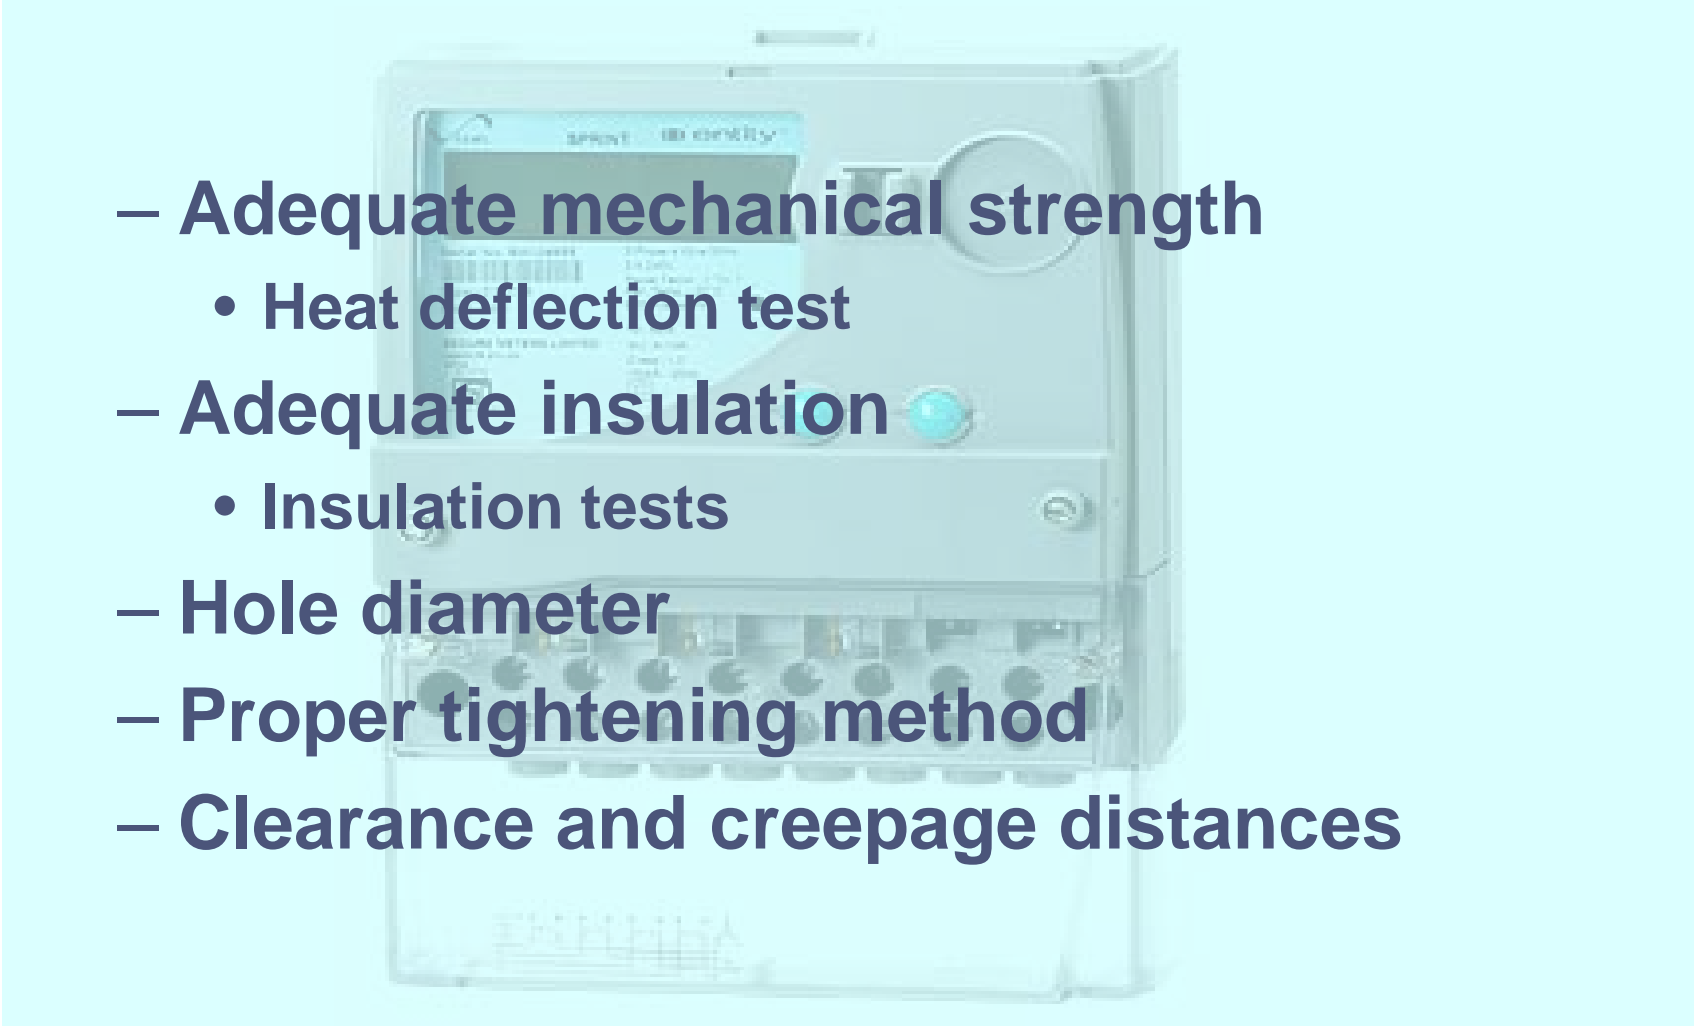 SPRINT
– Adequate mechanical strength
• Heat deflection test
– Adequate insulation
• Insulation tests
– Hole diameter
– Proper tightening method
– Clearance and creepage distances